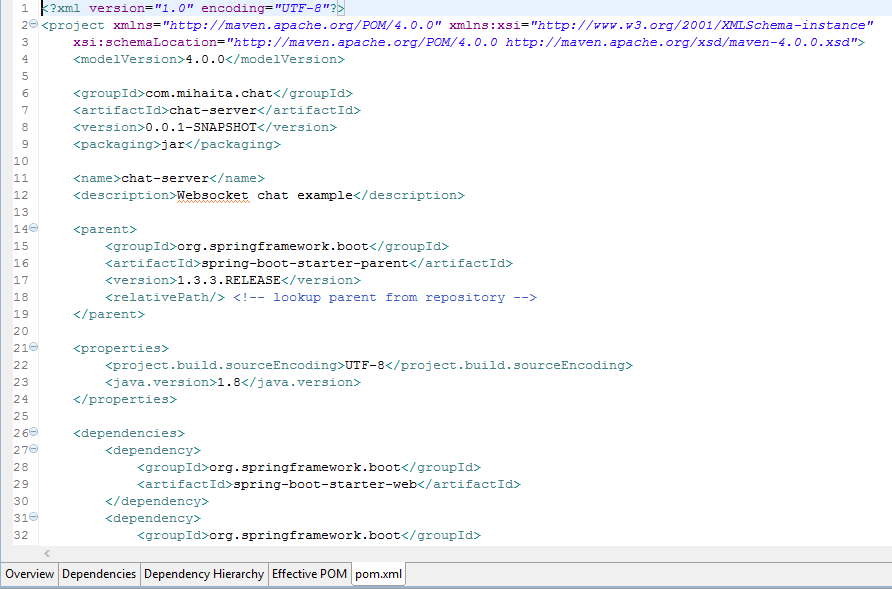 1 <?xml version="1.0" encoding="UTF-8"?>
2 <project xmlns="http://maven.apache.org/POM/4.0.0" xmlns:xsi="http://www.w3.org/2001/XMLSchema-instance"
3     xsi:schemaLocation="http://maven.apache.org/POM/4.0.0 http://maven.apache.org/xsd/maven-4.0.0.xsd">
4     <modelVersion>4.0.0</modelVersion>
5
6     <groupId>com.mihaita.chat</groupId>
7     <artifactId>chat-server</artifactId>
8     <version>0.0.1-SNAPSHOT</version>
9     <packaging>jar</packaging>
10
11     <name>chat-server</name>
12     <description>Websocket chat example</description>
13
14     <parent>
15         <groupId>org.springframework.boot</groupId>
16         <artifactId>spring-boot-starter-parent</artifactId>
17         <version>1.3.3.RELEASE</version>
18         <relativePath/> <!-- lookup parent from repository -->
19     </parent>
20
21     <properties>
22         <project.build.sourceEncoding>UTF-8</project.build.sourceEncoding>
23         <java.version>1.8</java.version>
24     </properties>
25
26     <dependencies>
27         <dependency>
28             <groupId>org.springframework.boot</groupId>
29             <artifactId>spring-boot-starter-web</artifactId>
30         </dependency>
31         <dependency>
32             <groupId>org.springframework.boot</groupId>
Overview Dependencies Dependency Hierarchy Effective POM pom.xml